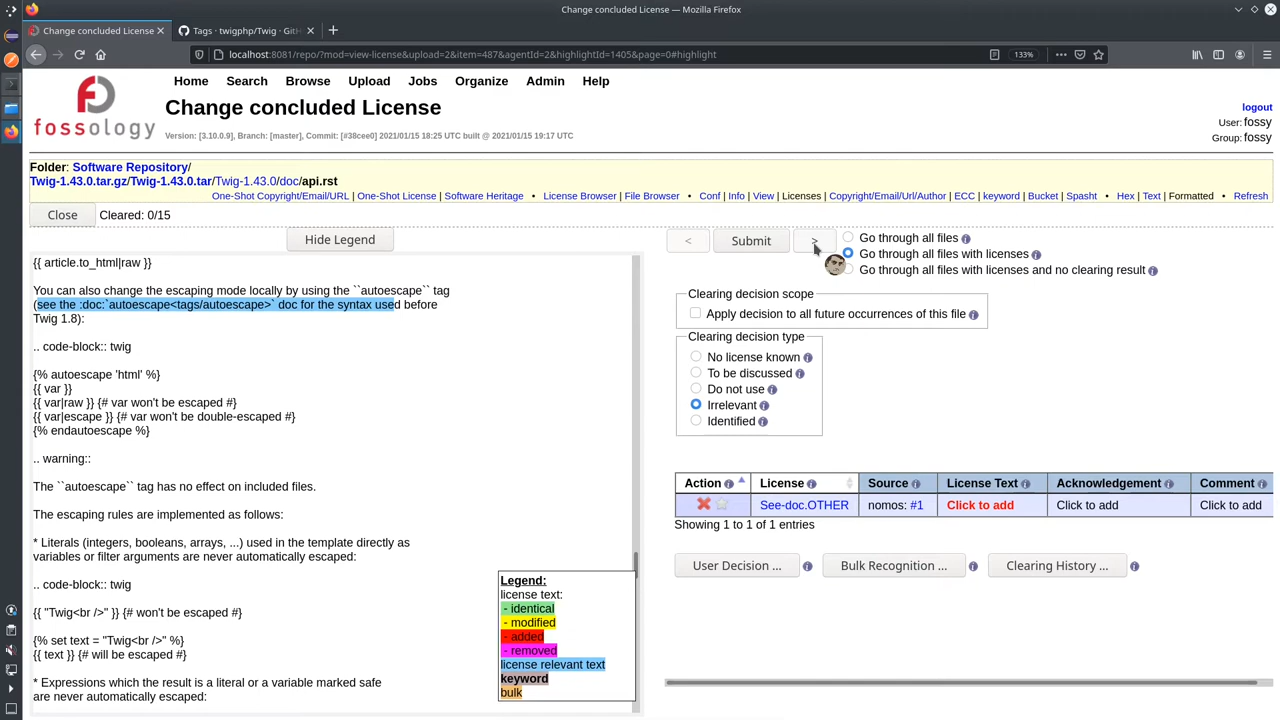 Change concluded License — Mozilla Firefox
Change concluded License
Tags · twigphp/Twig · GitH
localhost:8081/repo/?mod=view-license&upload=2&item=487&agentId=2&highlightId=1405&page=0#highlight
133%
Home Search Browse Upload Jobs Organize Admin Help
fossology
Change concluded License
logout
Version: [3.10.0.9], Branch: [master], Commit: [#38cee0] 2021/01/15 18:25 UTC built @ 2021/01/15 19:17 UTC
User: fossy
Group: fossy
Folder: Software Repository/
Twig-1.43.0.tar.gz/Twig-1.43.0.tar/Twig-1.43.0/doc/api.rst
One-Shot Copyright/Email/URL | One-Shot License | Software Heritage • License Browser | File Browser • Conf | Info | View | Licenses | Copyright/Email/Url/Author | ECC | keyword | Bucket | Spasht • Hex | Text | Formatted • Refresh
Close Cleared: 0/15
Hide Legend
< Submit >
Go through all files
Go through all files with licenses
Go through all files with licenses and no clearing result
{{ article.to_html|raw }}
You can also change the escaping mode locally by using the ``autoescape`` tag
(see the :doc:`autoescape<tags/autoescape>` doc for the syntax used before
Twig 1.8):
.. code-block:: twig
{% autoescape 'html' %}
{{ var }}
{{ var|raw }} {# var won't be escaped #}
{{ var|escape }} {# var won't be double-escaped #}
{% endautoescape %}
.. warning::
The ``autoescape`` tag has no effect on included files.
The escaping rules are implemented as follows:
* Literals (integers, booleans, arrays, ...) used in the template directly as
variables or filter arguments are never automatically escaped:
.. code-block:: twig
{{ "Twig<br />" }} {# won't be escaped #}
{% set text = "Twig<br />" %}
{{ text }} {# will be escaped #}
* Expressions which the result is a literal or a variable marked safe
are never automatically escaped:
Legend:
license text:
- identical
- modified
- added
- removed
license relevant text
keyword
bulk
Clearing decision scope
Apply decision to all future occurrences of this file
Clearing decision type
No license known
To be discussed
Do not use
Irrelevant
Identified
Action License Source License Text Acknowledgement Comment
See-doc.OTHER nomos: #1 Click to add Click to add Click to add
Showing 1 to 1 of 1 entries
User Decision ... Bulk Recognition ... Clearing History ...